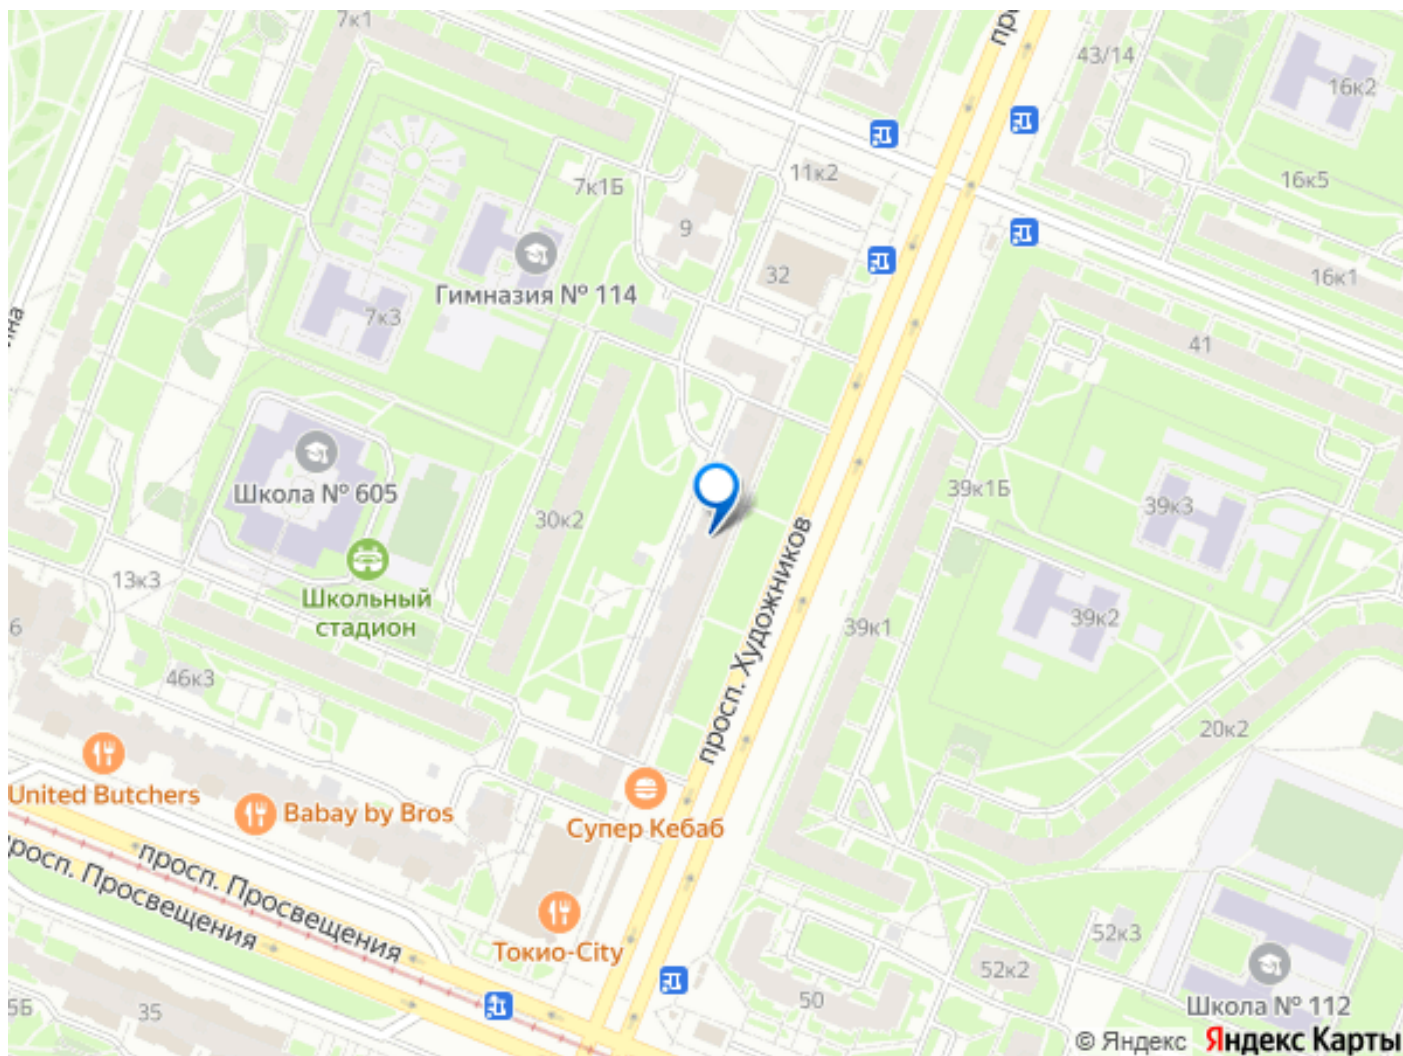 7к1
43/14
16к2
11к2
7к1Б
16к5
9
32
16к1
Гимназия № 114
7к3
41
Школа № 605
39к1Б
39к3
30к2
13к3
Школьный
стадион
просп. Художников
39к1
39к2
6
46к3
20к2
United Butchers
Babay by Bros
Супер Кебаб
просп. Просвещения
просп. Просвещения
Токио-City
52к3
52к2
50
5Б
35
Школа № 112
© Яндекс Яндекс Карты